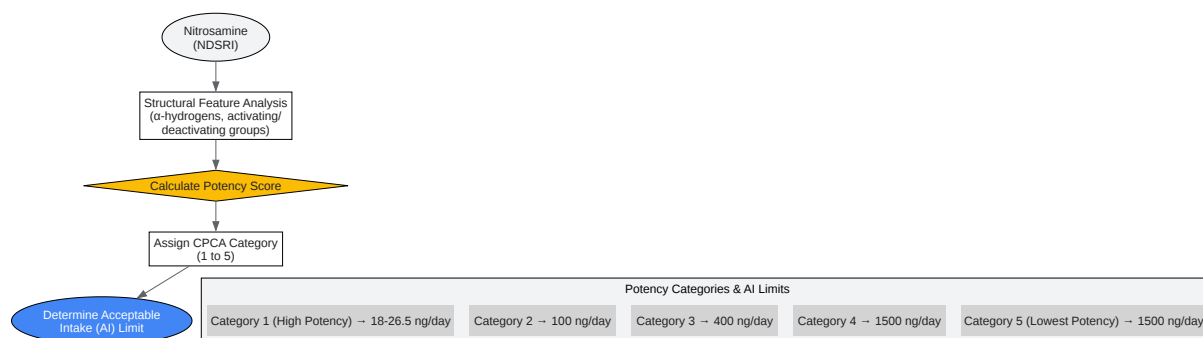 Nitrosamine
(NDSRI)
Structural Feature Analysis
(α-hydrogens, activating/
deactivating groups)
Calculate Potency Score
Assign CPCA Category
(1 to 5)
Determine Acceptable
Intake (AI) Limit
Potency Categories & AI Limits
Category 1 (High Potency) → 18-26.5 ng/day
Category 2 → 100 ng/day
Category 3 → 400 ng/day
Category 4 → 1500 ng/day
Category 5 (Lowest Potency) → 1500 ng/day